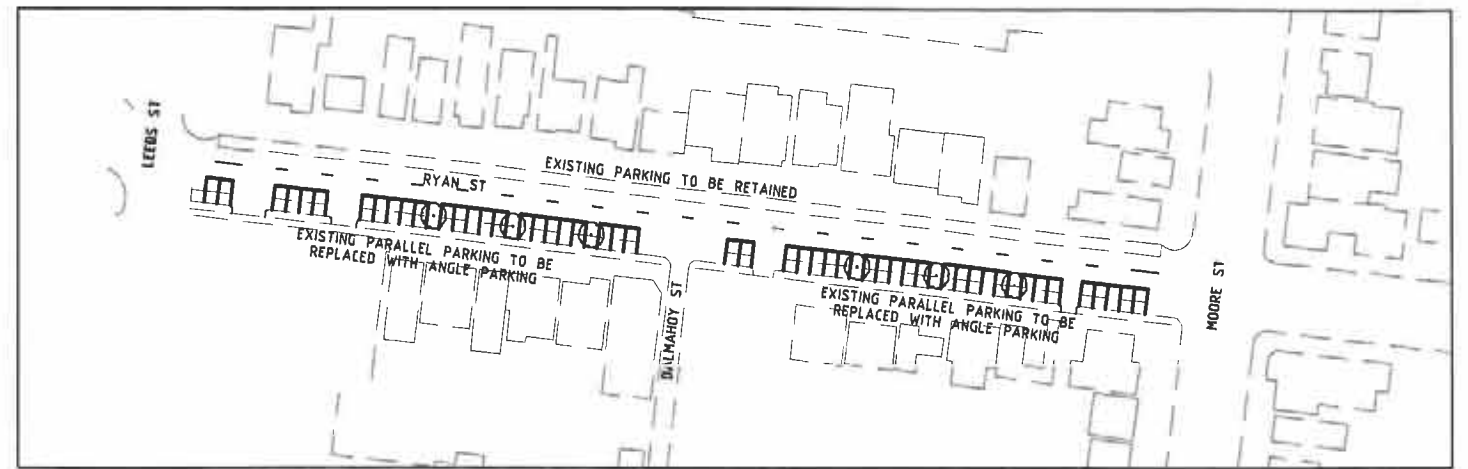 LEEDS ST
EXISTING PARKING TO BE RETAINED
RYAN ST
EXISTING PARALLEL PARKING TO BE
REPLACED WITH ANGLE PARKING
DALMAHOY ST
EXISTING PARALLEL PARKING TO BE
REPLACED WITH ANGLE PARKING
MOORE ST